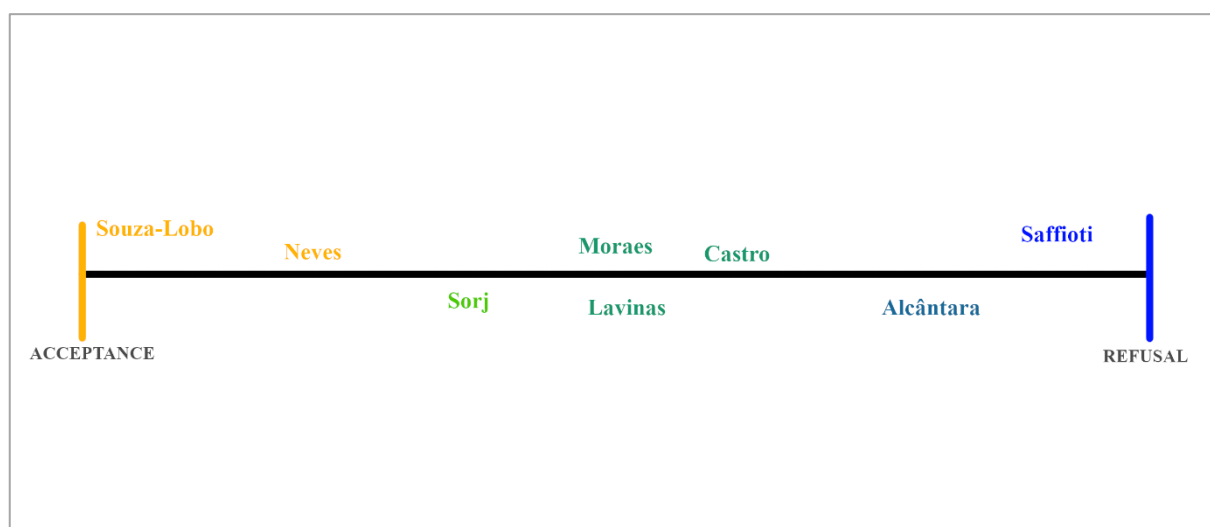 Souza-Lobo
Neves
Sorj
Moraes
Lavinas
Castro
Alcântara
Saffioti
ACCEPTANCE
REFUSAL